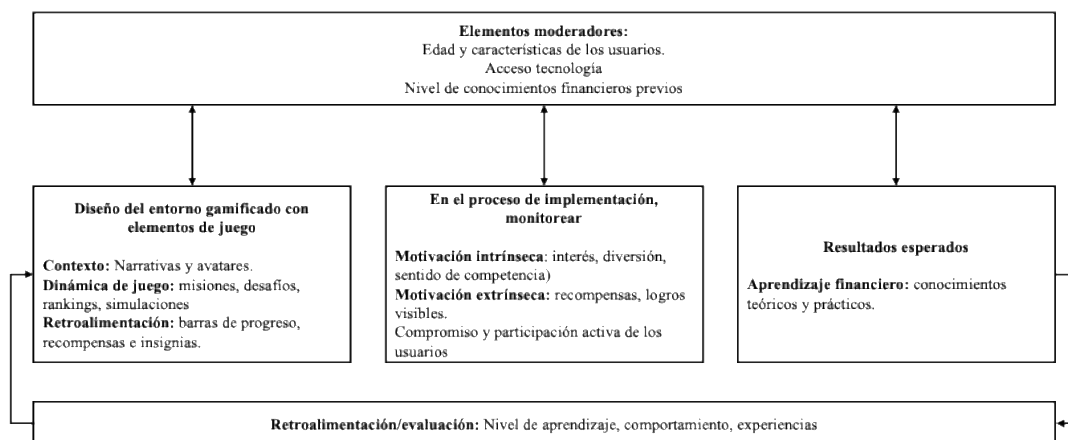 Elementos moderadores:
Edad y características de los usuarios.
Acceso tecnología
Nivel de conocimientos financieros previos
Diseño del entorno gamificado con
elementos de juego
Contexto: Narrativas y avatares.
Dinámica de juego: misiones, desafíos,
rankings, simulaciones
Retroalimentación: barras de progreso,
recompensas e insignias.
En el proceso de implementación,
monitorear
Motivación intrínseca: interés, diversión,
sentido de competencia)
Motivación extrínseca: recompensas, logros
visibles.
Compromiso y participación activa de los
usuarios
Resultados esperados
Aprendizaje financiero: conocimientos
teóricos y prácticos.
Retroalimentación/evaluación: Nivel de aprendizaje, comportamiento, experiencias